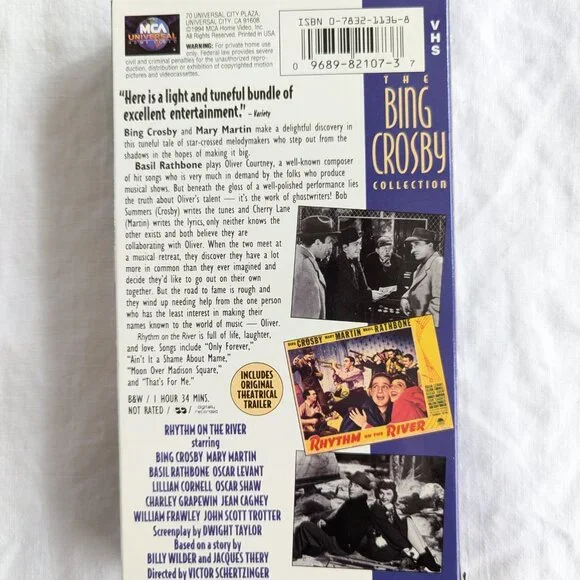 MCA
UNIVERSAL
HOME VIDEO
70 UNIVERSAL CITY PLAZA,
UNIVERSAL CITY, CA 91608.
©1994 MCA Home Video, Inc.
All Rights Reserved. Printed in USA
WARNING: For private home use
only. Federal law provides severe
civil and criminal penalties for the unauthorized repro-
duction, distribution or exhibition of copyrighted motion
pictures and videocassettes.
ISBN 0-7832-1136-8
0 9689-82107-3 7
VHS
THE
BING
CROSBY
COLLECTION
"Here is a light and tuneful bundle of
excellent entertainment." – Variety
Bing Crosby and Mary Martin make a delightful discovery in
this tuneful tale of star-crossed melodymakers who step out from the
shadows in the hopes of making it big.
Basil Rathbone plays Oliver Courtney, a well-known composer
of hit songs who is very much in demand by the folks who produce
musical shows. But beneath the gloss of a well-polished performance lies
the truth about Oliver's talent — it's the work of ghostwriters! Bob
Summers (Crosby) writes the tunes and Cherry Lane
(Martin) writes the lyrics, only neither knows the
other exists and both believe they are
collaborating with Oliver. When the two meet at
a musical retreat, they discover they have a lot
more in common than they ever imagined and
decide they'd like to go out on their own
together. But the road to fame is rough and
they wind up needing help from the one person
who has the least interest in making their
names known to the world of music — Oliver.
Rhythm on the River is full of life, laughter,
and love. Songs include "Only Forever,"
"Ain't it a Shame About Mame,"
"Moon Over Madison Square,"
and "That's For Me."
B&W / 1 HOUR 34 MINS.
NOT RATED / digitally recorded
INCLUDES
ORIGINAL
THEATRICAL
TRAILER
BING CROSBY MARY MARTIN BASIL RATHBONE
RHYTHM ON THE RIVER
RHYTHM ON THE RIVER
starring
BING CROSBY MARY MARTIN
BASIL RATHBONE OSCAR LEVANT
LILLIAN CORNELL OSCAR SHAW
CHARLEY GRAPEWIN JEAN CAGNEY
WILLIAM FRAWLEY JOHN SCOTT TROTTER
Screenplay by DWIGHT TAYLOR
Based on a story by
BILLY WILDER and JACQUES THERY
Directed by VICTOR SCHERTZINGER